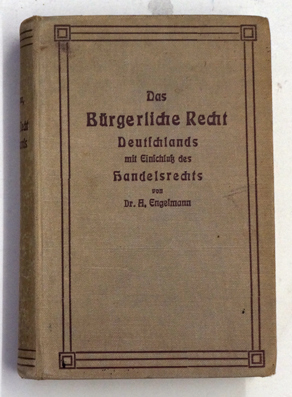 Das
Bürgerliche Recht
Deutſchlands
mit Einſchluß des
Handelsrechts
von
Dr. A. Engelmann